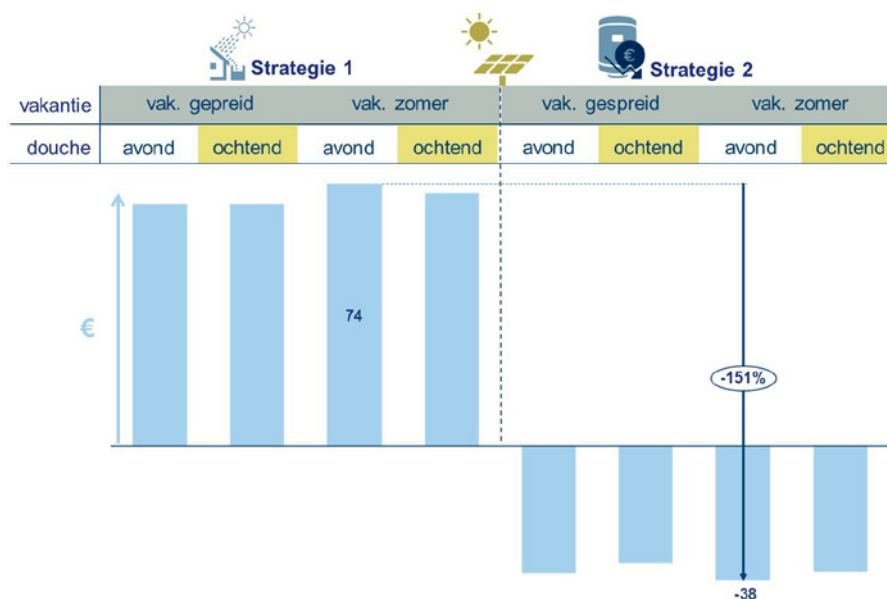 Strategie 1 Strategie 2
vakantie vak. gepreid vak. zomer vak. gespreid vak. zomer
douche avond ochtend avond ochtend avond ochtend avond ochtend
€
74
-151%
-38
€